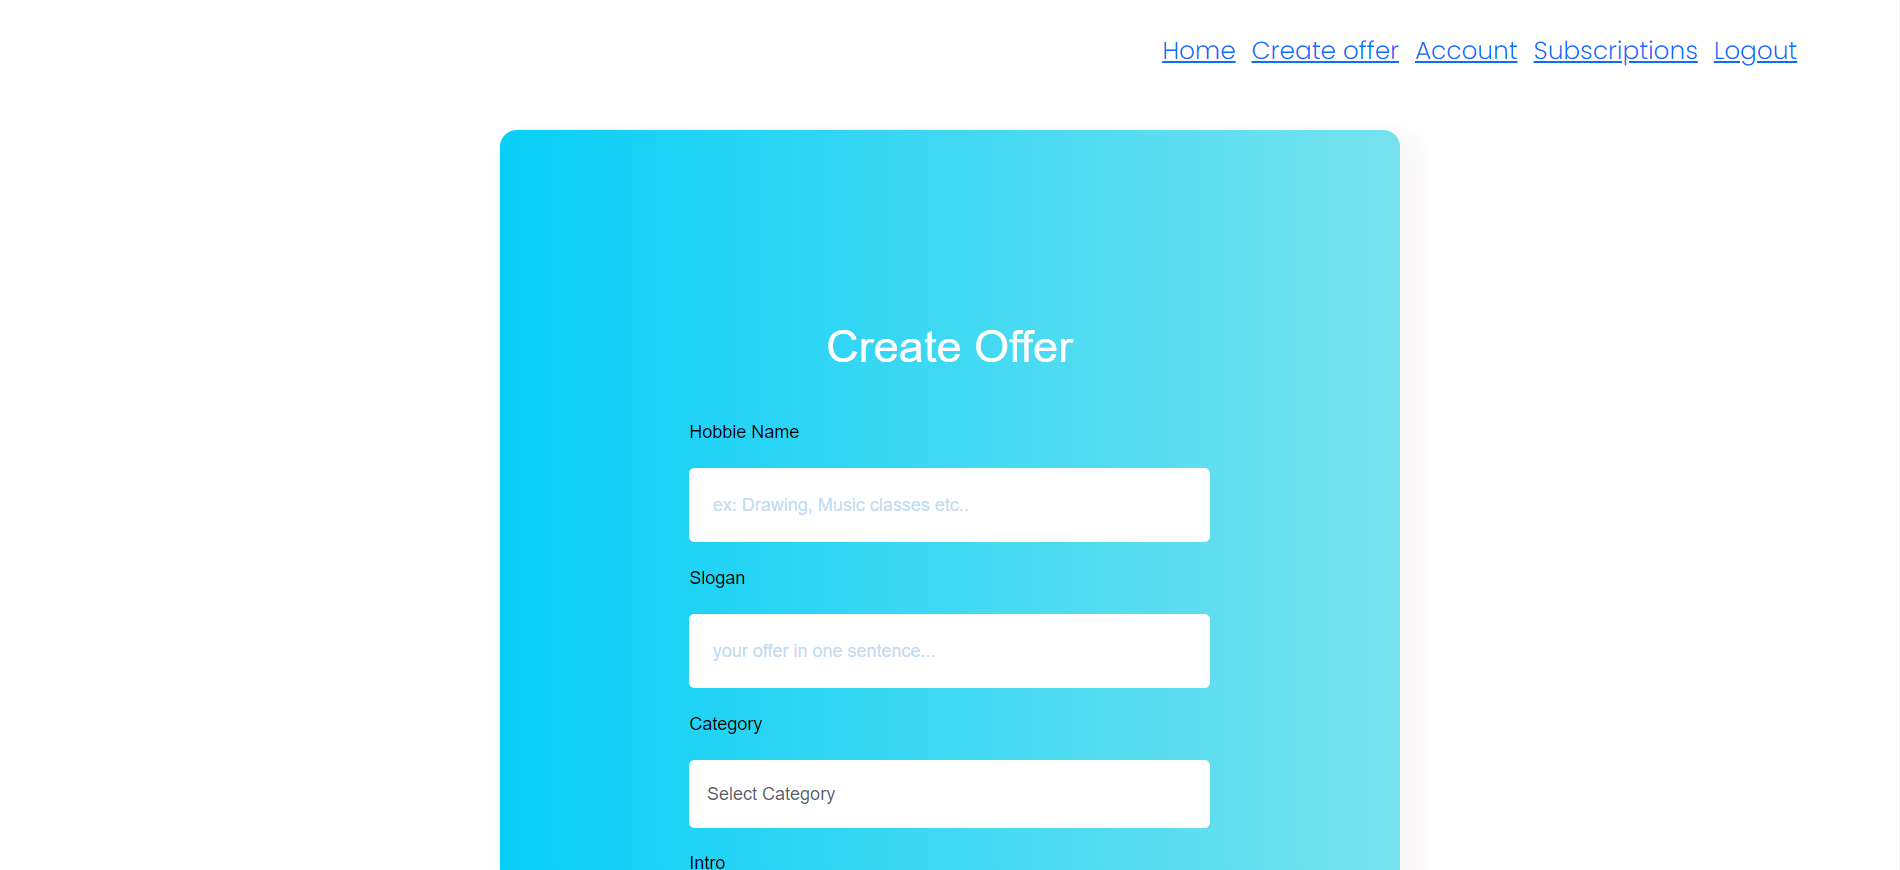 Home Create offer Account Subscriptions Logout
Create Offer
Hobbie Name
ex: Drawing, Music classes etc..
Slogan
your offer in one sentence...
Category
Select Category
Intro